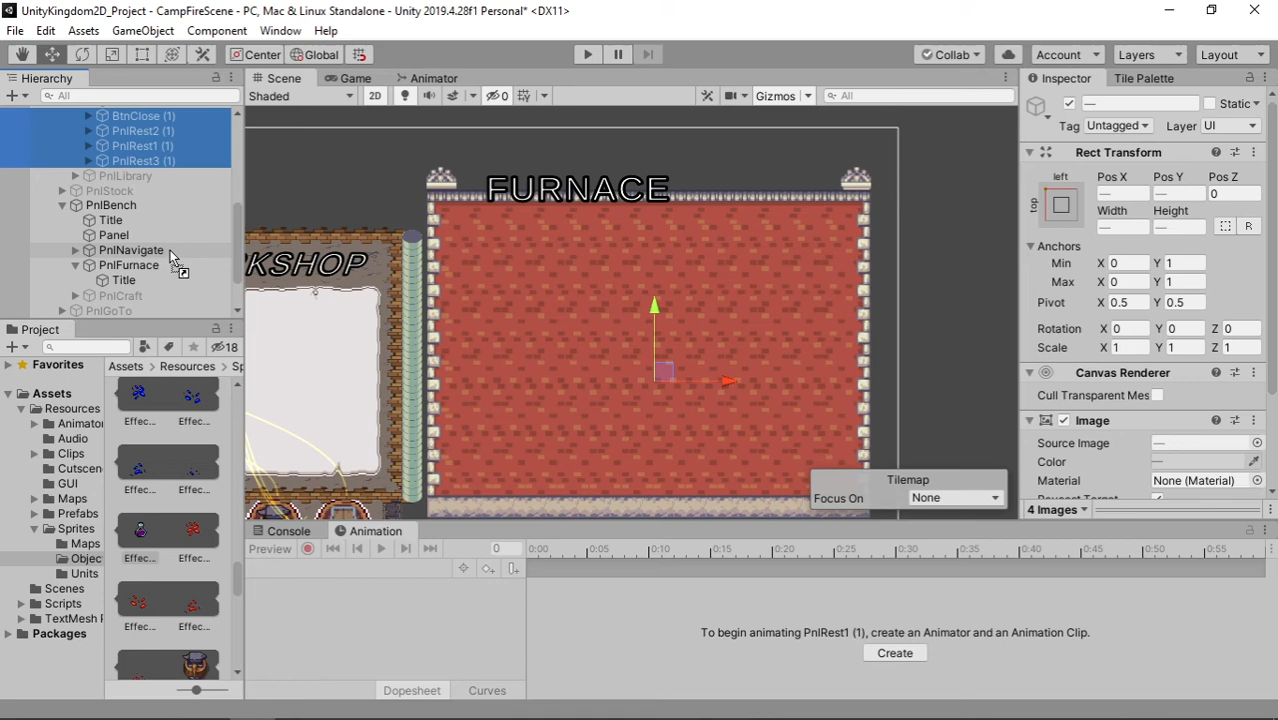 UnityKingdom2D_Project - CampFireScene - PC, Mac & Linux Standalone - Unity 2019.4.28f1 Personal* <DX11>
File Edit Assets GameObject Component Window Help
Center Global Collab Account Layers Layout
Hierarchy
All
BtnClose (1)
PnlRest2 (1)
PnlRest1 (1)
PnlRest3 (1)
PnlLibrary
PnlStock
PnlBench
Title
Panel
PnlNavigate
PnlFurnace
Title
PnlCraft
PnlGoTo
Scene Game Animator
Shaded 2D 0 Gizmos All
FURNACE
RKSHOP
Tilemap
Focus On None
Inspector Tile Palette
— Static
Tag Untagged Layer UI
Rect Transform
left Pos X Pos Y Pos Z
top — — 0
Width Height
— — R
Anchors
Min X 0 Y 1
Max X 0 Y 1
Pivot X 0.5 Y 0.5
Rotation X 0 Y 0 Z 0
Scale X 1 Y 1 Z 1
Canvas Renderer
Cull Transparent Mes
Image
Source Image —
Color —
Material None (Material)
4 Images
Project
18
Favorites
Assets
Resources
Animator
Audio
Clips
Cutscen
GUI
Maps
Prefabs
Sprites
Maps
Objec
Units
Scenes
Scripts
TextMesh P
Packages
Assets Resources Sp
Effec... Effec...
Effec... Effec...
Effec... Effec...
Effec... Effec...
Console Animation
Preview 0 0:00 0:05 0:10 0:15 0:20 0:25 0:30 0:35 0:40 0:45 0:50 0:55
To begin animating PnlRest1 (1), create an Animator and an Animation Clip.
Create
Dopesheet Curves